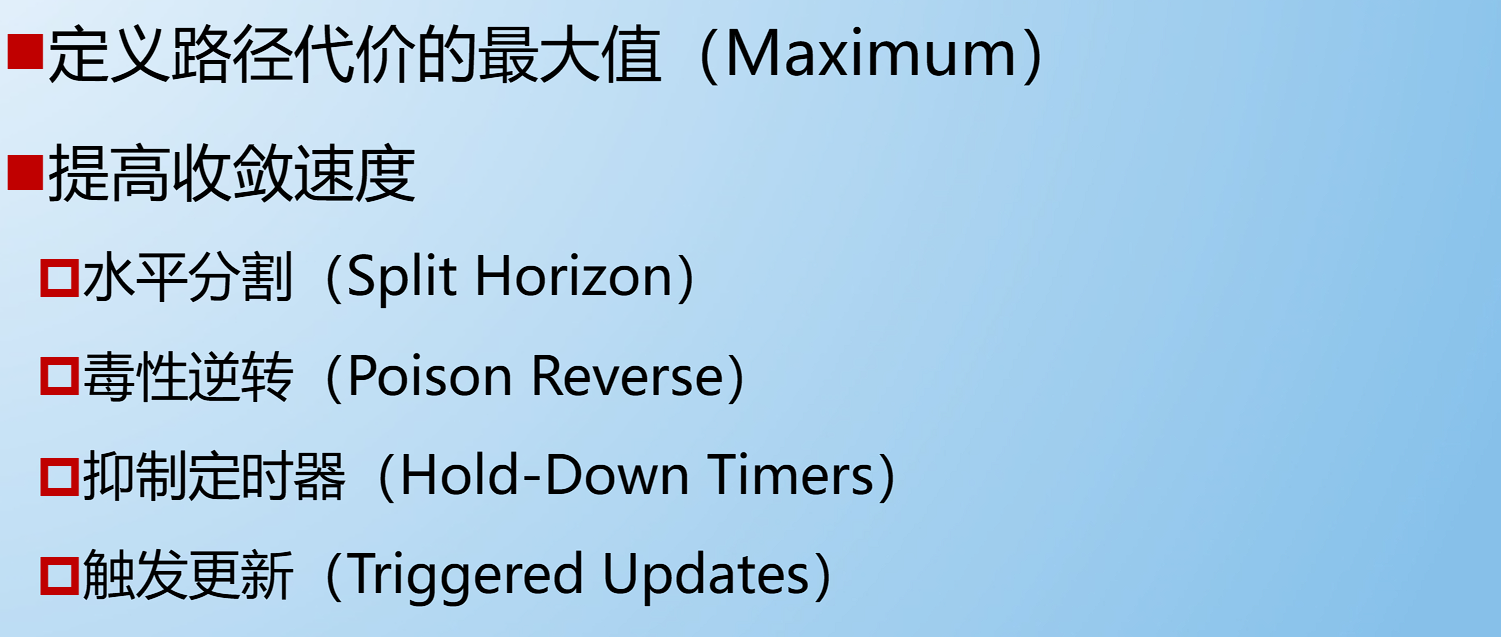 定义路径代价的最大值（Maximum）
提高收敛速度
水平分割（Split Horizon）
毒性逆转（Poison Reverse）
抑制定时器（Hold-Down Timers）
触发更新（Triggered Updates）